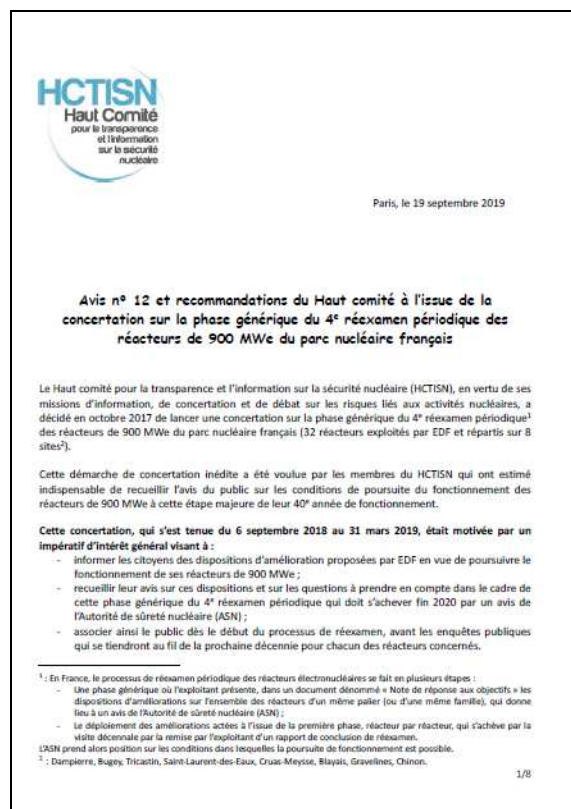 HCTISN
Haut Comité
pour la transparence
et l'information
sur la sécurité
nucléaire
Paris, le 19 septembre 2019
Avis n° 12 et recommandations du Haut comité à l'issue de la
concertation sur la phase générique du 4e réexamen périodique des
réacteurs de 900 MWe du parc nucléaire français
Le Haut comité pour la transparence et l'information sur la sécurité nucléaire (HCTISN), en vertu de ses
missions d'information, de concertation et de débat sur les risques liés aux activités nucléaires, a
décidé en octobre 2017 de lancer une concertation sur la phase générique du 4e réexamen périodique1
des réacteurs de 900 MWe du parc nucléaire français (32 réacteurs exploités par EDF et répartis sur 8
sites2).
Cette démarche de concertation inédite a été voulue par les membres du HCTISN qui ont estimé
indispensable de recueillir l'avis du public sur les conditions de poursuite du fonctionnement des
réacteurs de 900 MWe à cette étape majeure de leur 40e année de fonctionnement.
Cette concertation, qui s'est tenue du 6 septembre 2018 au 31 mars 2019, était motivée par un
impératif d'intérêt général visant à :
- informer les citoyens des dispositions d'amélioration proposées par EDF en vue de poursuivre le
fonctionnement de ses réacteurs de 900 MWe ;
- recueillir leur avis sur ces dispositions et sur les questions à prendre en compte dans le cadre de
cette phase générique du 4e réexamen périodique qui doit s'achever fin 2020 par un avis de
l'Autorité de sûreté nucléaire (ASN) ;
- associer ainsi le public dès le début du processus de réexamen, avant les enquêtes publiques
qui se tiendront au fil de la prochaine décennie pour chacun des réacteurs concernés.
1 : En France, le processus de réexamen périodique des réacteurs électronucléaires se fait en plusieurs étapes :
- Une phase générique où l'exploitant présente, dans un document dénommé « Note de réponse aux objectifs » les
dispositions d'améliorations sur l'ensemble des réacteurs d'un même palier (ou d'une même famille), qui donne
lieu à un avis de l'Autorité de sûreté nucléaire (ASN) ;
- Le déploiement des améliorations actées à l'issue de la première phase, réacteur par réacteur, qui s'achève par la
visite décennale par la remise par l'exploitant d'un rapport de conclusion de réexamen.
L'ASN prend alors position sur les conditions dans lesquelles la poursuite de fonctionnement est possible.
2 : Dampierre, Bugey, Tricastin, Saint-Laurent-des-Eaux, Cruas-Meysse, Blayais, Gravelines, Chinon.
1/8